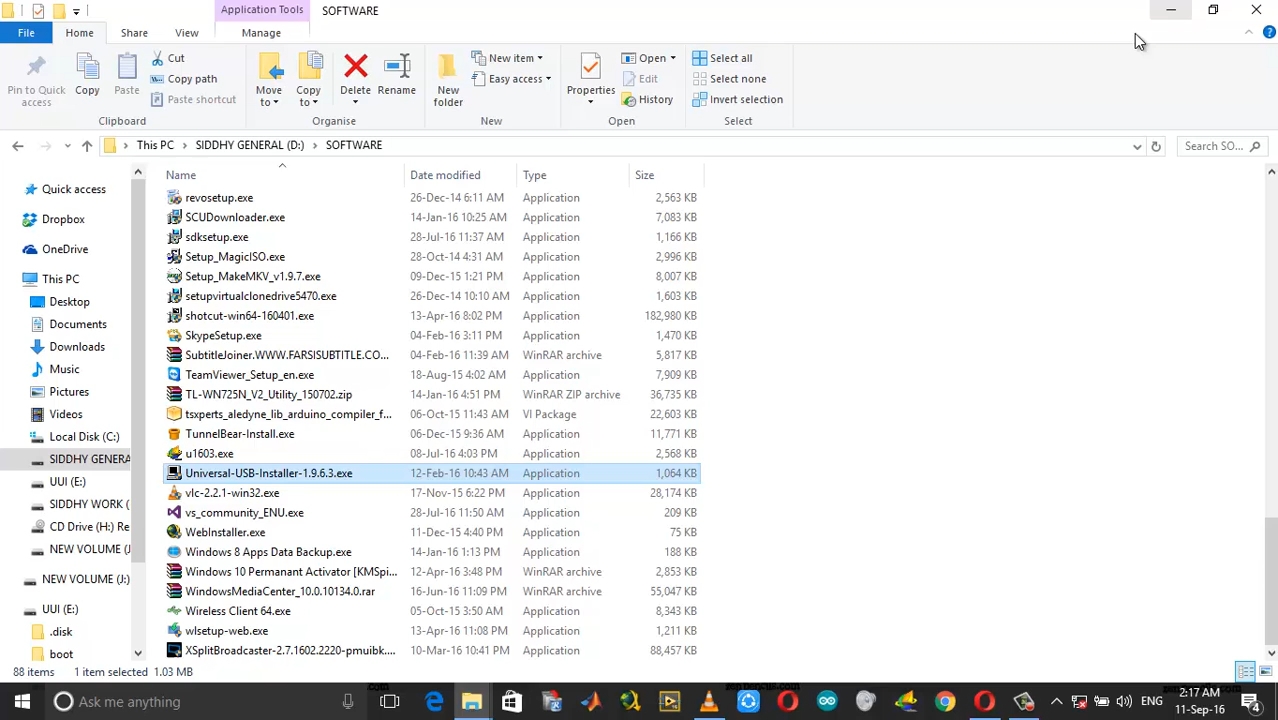 Application Tools SOFTWARE
File Home Share View Manage
Pin to Quick access
Copy
Paste
Cut
Copy path
Paste shortcut
Move to
Copy to
Delete
Rename
New folder
New item
Easy access
Properties
Open
Edit
History
Select all
Select none
Invert selection
Clipboard Organise New Open Select
This PC SIDDHY GENERAL (D:) SOFTWARE Search SO...
Quick access
Dropbox
OneDrive
This PC
Desktop
Documents
Downloads
Music
Pictures
Videos
Local Disk (C:)
SIDDHY GENERA
UUI (E:)
SIDDHY WORK (
CD Drive (H:) Re
NEW VOLUME (J
NEW VOLUME (J:)
UUI (E:)
.disk
boot
Name Date modified Type Size
revosetup.exe 26-Dec-14 6:11 AM Application 2,563 KB
SCUDownloader.exe 14-Jan-16 10:25 AM Application 7,083 KB
sdksetup.exe 28-Jul-16 11:37 AM Application 1,166 KB
Setup_MagicISO.exe 28-Oct-14 4:31 AM Application 2,996 KB
Setup_MakeMKV_v1.9.7.exe 09-Dec-15 1:21 PM Application 8,007 KB
setupvirtualclonedrive5470.exe 26-Dec-14 10:10 AM Application 1,603 KB
shotcut-win64-160401.exe 13-Apr-16 8:02 PM Application 182,980 KB
SkypeSetup.exe 04-Feb-16 3:11 PM Application 1,470 KB
SubtitleJoiner.WWW.FARSISUBTITLE.CO... 04-Feb-16 11:39 AM WinRAR archive 5,817 KB
TeamViewer_Setup_en.exe 18-Aug-15 4:02 AM Application 7,909 KB
TL-WN725N_V2_Utility_150702.zip 14-Jan-16 4:51 PM WinRAR ZIP archive 36,735 KB
tsxperts_aledyne_lib_arduino_compiler_f... 06-Oct-15 11:43 AM VI Package 22,603 KB
TunnelBear-Install.exe 06-Dec-15 9:36 AM Application 11,771 KB
u1603.exe 08-Jul-16 4:03 PM Application 2,568 KB
Universal-USB-Installer-1.9.6.3.exe 12-Feb-16 10:43 AM Application 1,064 KB
vlc-2.2.1-win32.exe 17-Nov-15 6:22 PM Application 28,174 KB
vs_community_ENU.exe 28-Jul-16 11:50 AM Application 209 KB
WebInstaller.exe 11-Dec-15 4:40 PM Application 75 KB
Windows 8 Apps Data Backup.exe 14-Jan-16 1:13 PM Application 188 KB
Windows 10 Permanant Activator [KMSpi... 12-Apr-16 3:48 PM WinRAR archive 2,853 KB
WindowsMediaCenter_10.0.10134.0.rar 16-Jun-16 11:09 PM WinRAR archive 55,047 KB
Wireless Client 64.exe 05-Oct-15 3:50 AM Application 8,343 KB
wlsetup-web.exe 13-Apr-16 11:08 PM Application 1,211 KB
XSplitBroadcaster-2.7.1602.2220-pmuibk.... 10-Mar-16 10:41 PM Application 88,457 KB
88 items 1 item selected 1.03 MB
Ask me anything ENG 2:17 AM
11-Sep-16
4